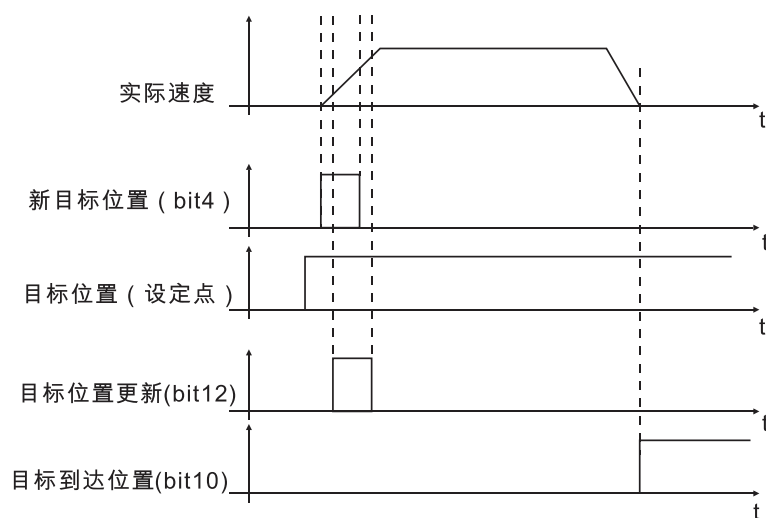 实际速度
t
新目标位置（bit4）
t
目标位置（设定点）
t
目标位置更新(bit12)
t
目标到达位置(bit10)
t